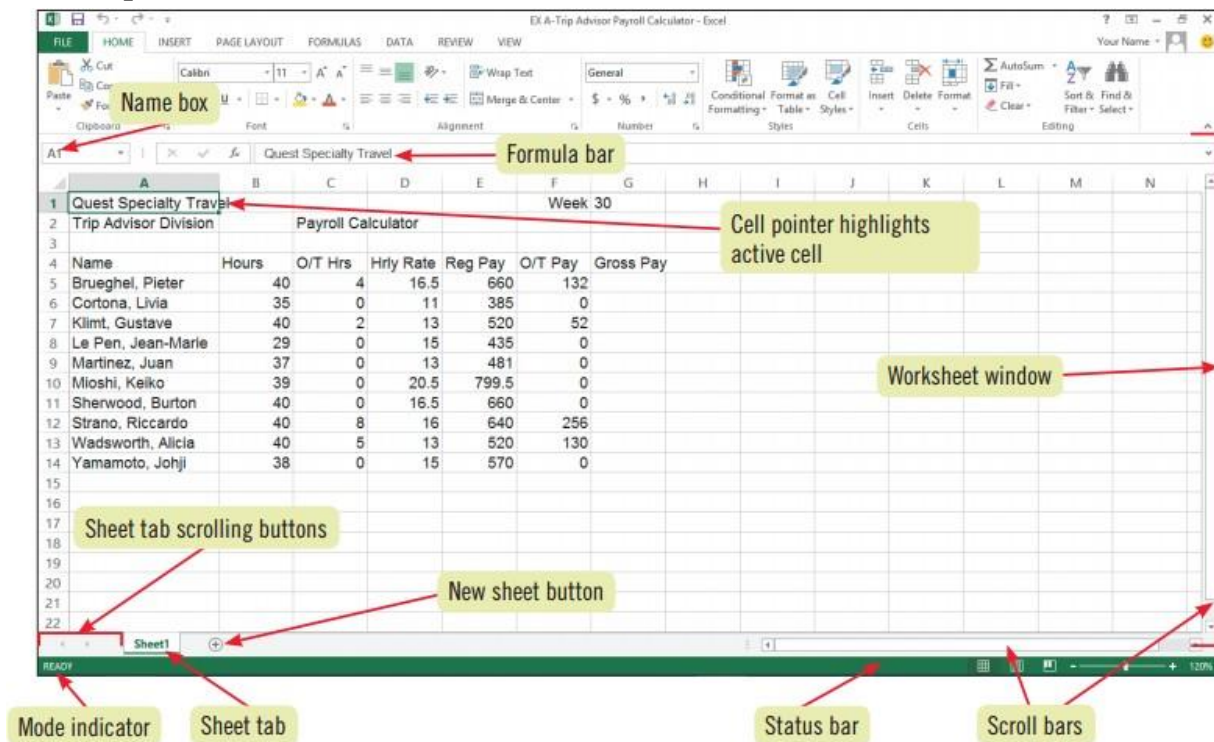 EX A-Trip Advisor Payroll Calculator - Excel
FILE HOME INSERT PAGE LAYOUT FORMULAS DATA REVIEW VIEW Your Name
Cut Calibri 11 Wrap Text General AutoSum
Paste Merge & Center $ % Conditional Formatting Format as Table Cell Styles Insert Delete Format Fill Clear Sort & Filter Find & Select
Clipboard Font Alignment Number Styles Cells Editing
Name box
A1 fx Quest Specialty Travel Formula bar
A B C D E F G H I J K L M N
1 Quest Specialty Travel Week 30
2 Trip Advisor Division Payroll Calculator
Cell pointer highlights
active cell
3
4 Name Hours O/T Hrs Hrly Rate Reg Pay O/T Pay Gross Pay
5 Brueghel, Pieter 40 4 16.5 660 132
6 Cortona, Livia 35 0 11 385 0
7 Klimt, Gustave 40 2 13 520 52
8 Le Pen, Jean-Marie 29 0 15 435 0
9 Martinez, Juan 37 0 13 481 0
10 Mioshi, Keiko 39 0 20.5 799.5 0
Worksheet window
11 Sherwood, Burton 40 0 16.5 660 0
12 Strano, Riccardo 40 8 16 640 256
13 Wadsworth, Alicia 40 5 13 520 130
14 Yamamoto, Johji 38 0 15 570 0
15
16
17
Sheet tab scrolling buttons
18
19
20
New sheet button
21
22
Sheet1
READY 120%
Mode indicator Sheet tab Status bar Scroll bars